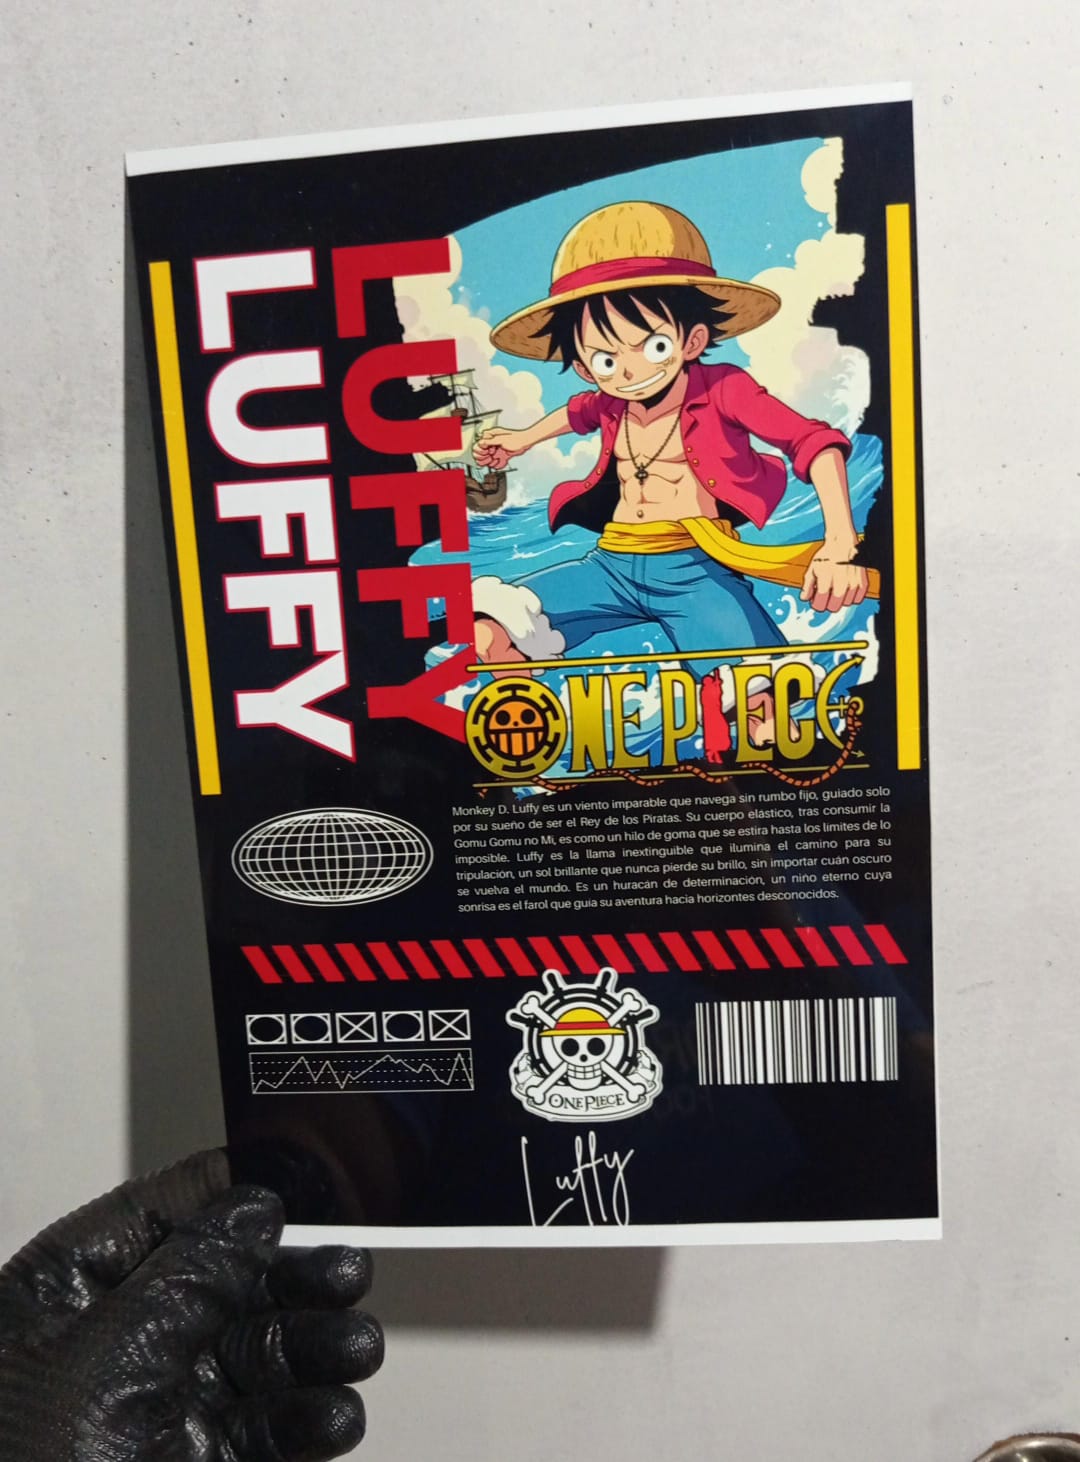 LUFFY
LUFFY
ONE PIECE
Monkey D. Luffy es un viento imparable que navega sin rumbo fijo, guiado solo
por su sueño de ser el Rey de los Piratas. Su cuerpo elástico, tras consumir la
Gomu Gomu no Mi, es como un hilo de goma que se estira hasta los limites de lo
imposible. Luffy es la llama inextinguible que ilumina el camino para su
tripulación, un sol brillante que nunca pierde su brillo, sin importar cuán oscuro
se vuelva el mundo. Es un huracán de determinación, un niño eterno cuya
sonrisa es el farol que guía su aventura hacia horizontes desconocidos.
ONE PIECE
Luffy